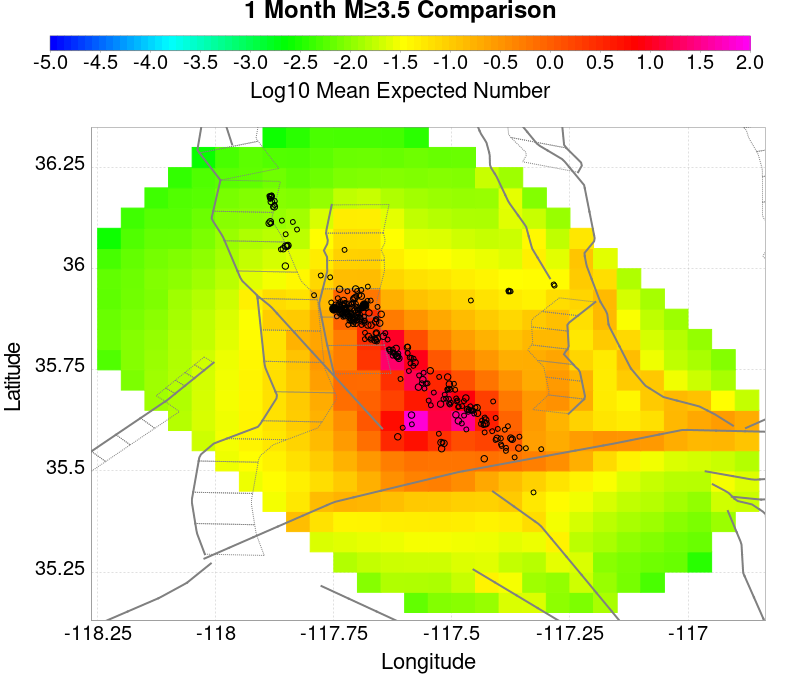 1 Month M≥3.5 Comparison
-5.0 -4.5 -4.0 -3.5 -3.0 -2.5 -2.0 -1.5 -1.0 -0.5 0.0 0.5 1.0 1.5 2.0
Log10 Mean Expected Number
36.25
36
35.75
35.5
35.25
Latitude
-118.25 -118 -117.75 -117.5 -117.25 -117
Longitude